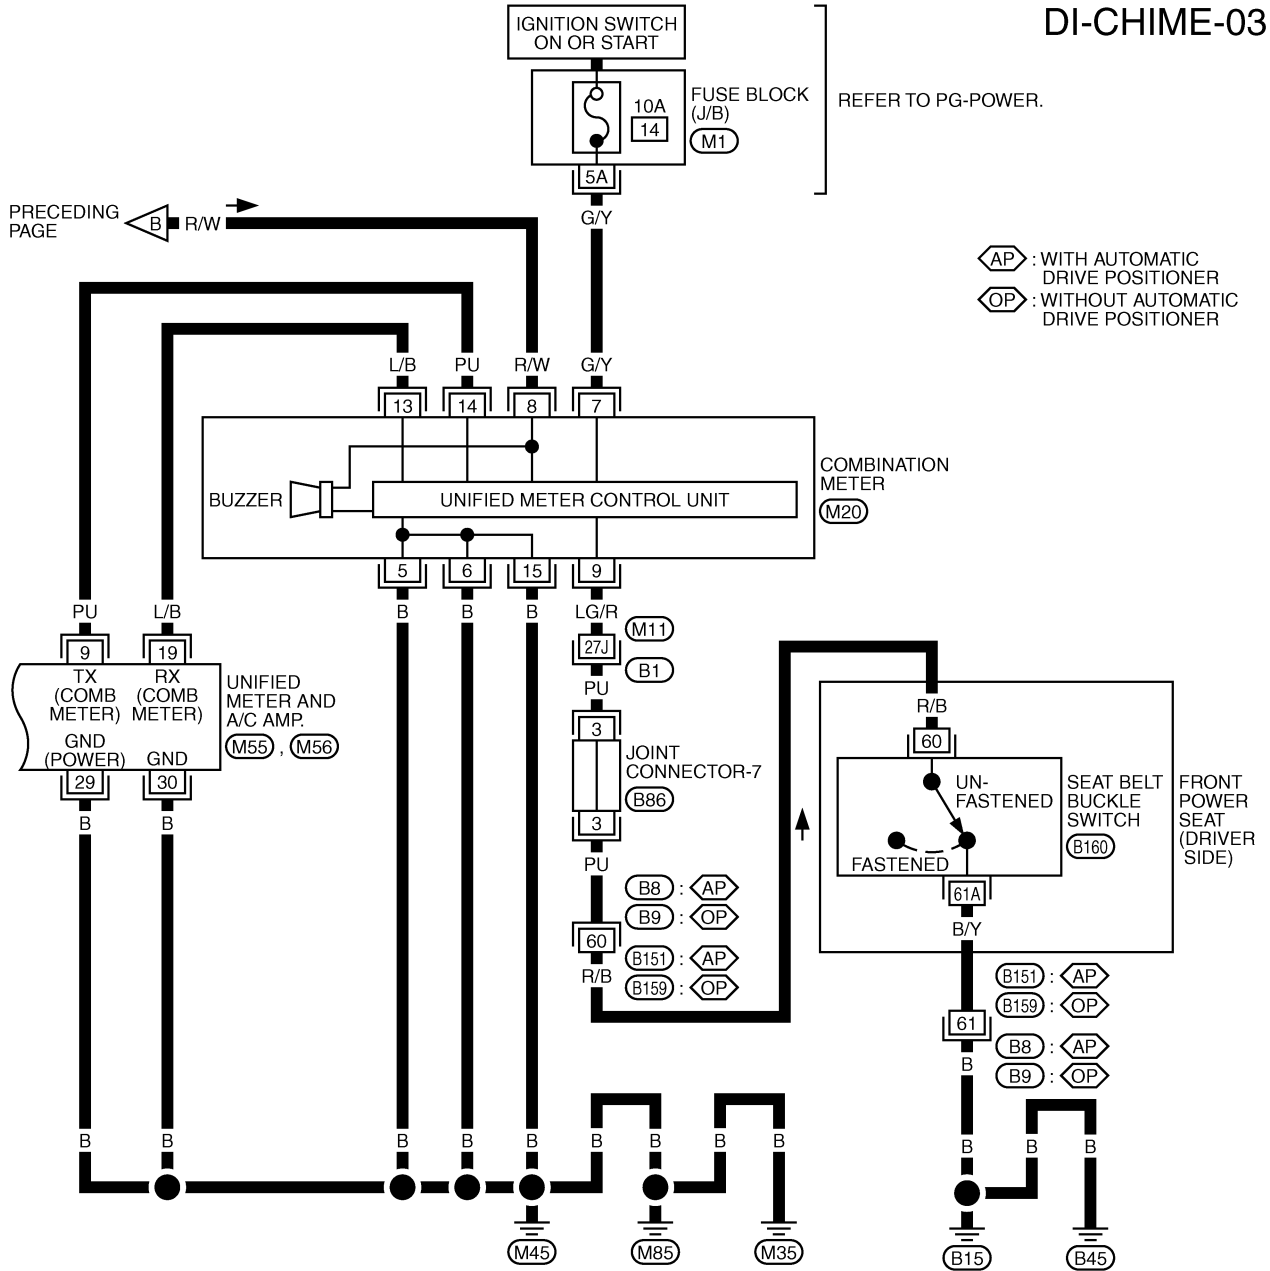 DI-CHIME-03
IGNITION SWITCH
ON OR START
10A
14
FUSE BLOCK
(J/B)
M1
REFER TO PG-POWER.
5A
G/Y
PRECEDING
PAGE
B
R/W
AP : WITH AUTOMATIC
DRIVE POSITIONER
OP : WITHOUT AUTOMATIC
DRIVE POSITIONER
L/B PU R/W G/Y
13 14 8 7
BUZZER
UNIFIED METER CONTROL UNIT
COMBINATION
METER
M20
5 6 15 9
B B B LG/R
PU L/B
9 19
TX
(COMB
METER)
RX
(COMB
METER)
GND
(POWER)
GND
29 30
B B
UNIFIED
METER AND
A/C AMP.
M55 , M56
M11
27J
B1
PU
3
JOINT
CONNECTOR-7
B86
3
PU
B8 : AP
B9 : OP
60
B151 : AP
B159 : OP
R/B
R/B
60
UN-
FASTENED
FASTENED
SEAT BELT
BUCKLE
SWITCH
B160
FRONT
POWER
SEAT
(DRIVER
SIDE)
61A
B/Y
B151 : AP
B159 : OP
61
B8 : AP
B9 : OP
B
B B B B B B B B B
B B B
M45 M85 M35
B15 B45